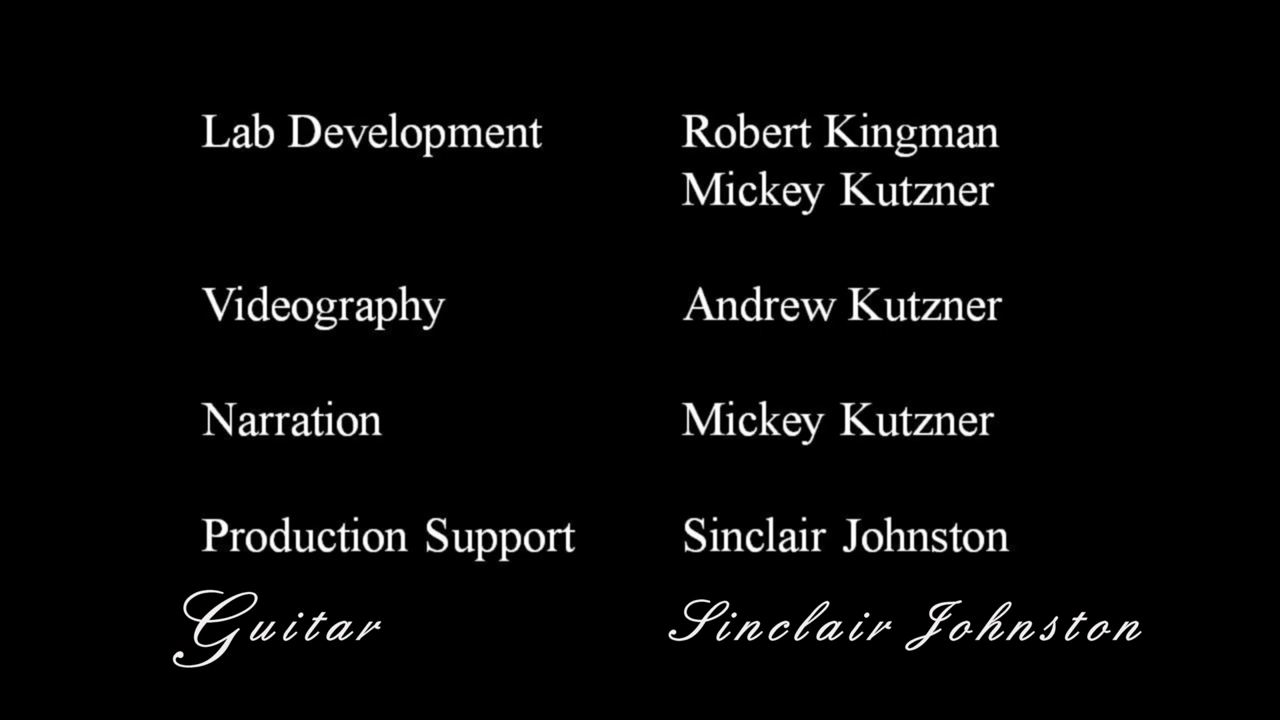 Lab Development Robert Kingman
Mickey Kutzner
Videography Andrew Kutzner
Narration Mickey Kutzner
Production Support Sinclair Johnston
Guitar Sinclair Johnston